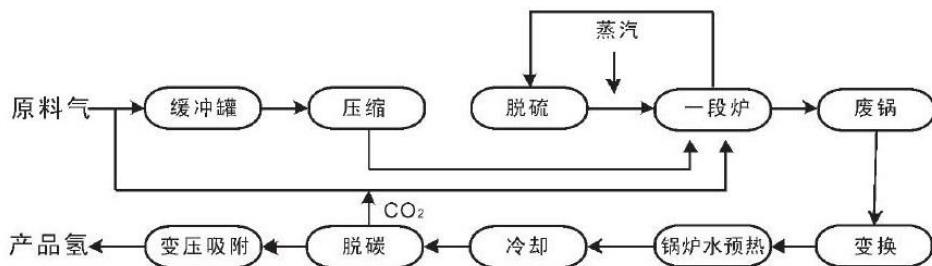 蒸汽
原料气
缓冲罐
压缩
脱硫
一段炉
废锅
CO₂
产品氢
变压吸附
脱碳
冷却
锅炉水预热
变换